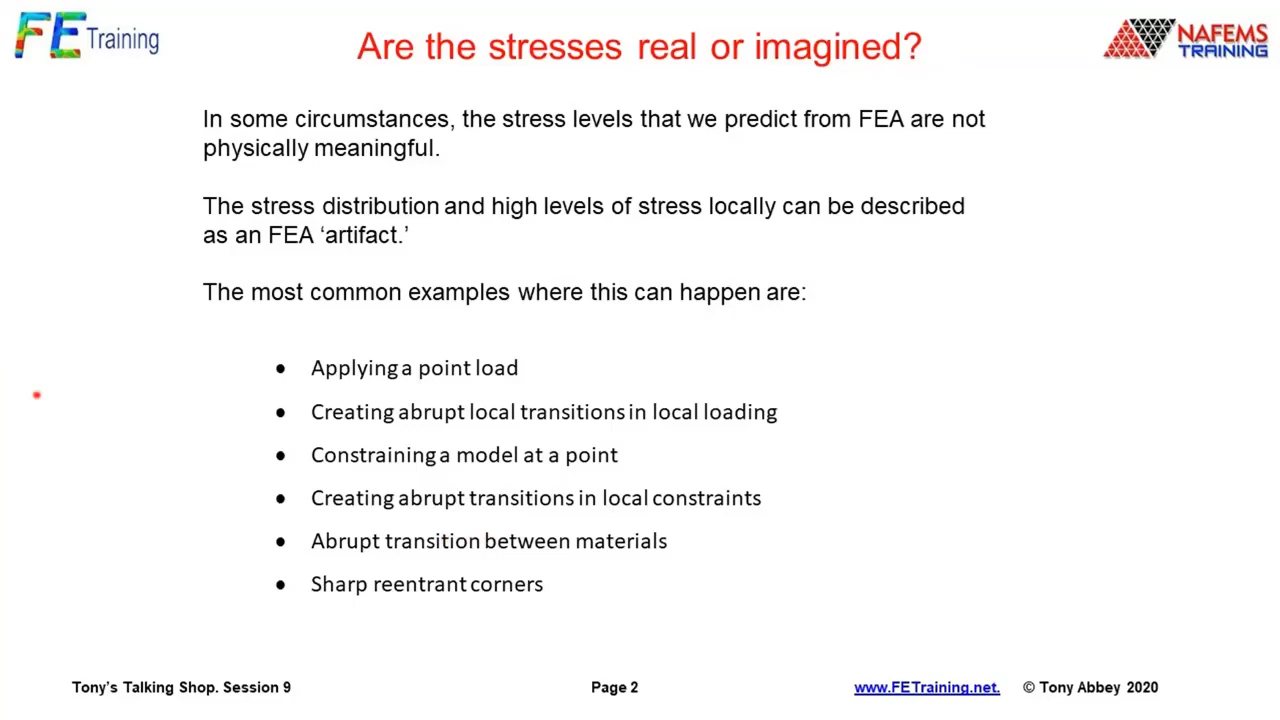 FE Training
Are the stresses real or imagined?
NAFEMS
TRAINING
In some circumstances, the stress levels that we predict from FEA are not
physically meaningful.
The stress distribution and high levels of stress locally can be described
as an FEA ‘artifact.’
The most common examples where this can happen are:
• Applying a point load
• Creating abrupt local transitions in local loading
• Constraining a model at a point
• Creating abrupt transitions in local constraints
• Abrupt transition between materials
• Sharp reentrant corners
Tony’s Talking Shop. Session 9 Page 2 www.FETraining.net. © Tony Abbey 2020